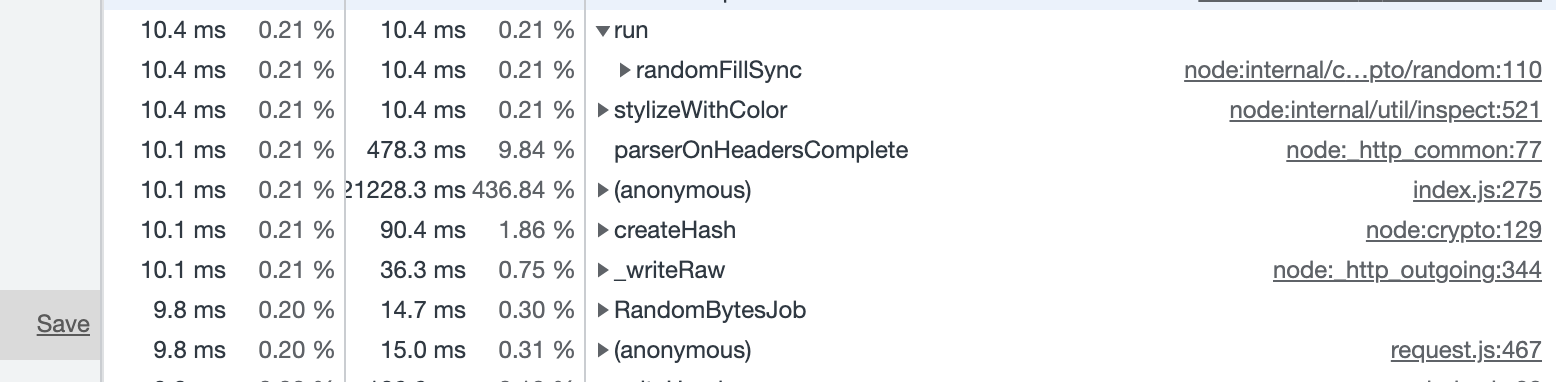 10.4 ms 0.21 % 10.4 ms 0.21 % ▼run
10.4 ms 0.21 % 10.4 ms 0.21 % ▶randomFillSync node:internal/c…pto/random:110
10.4 ms 0.21 % 10.4 ms 0.21 % ▶stylizeWithColor node:internal/util/inspect:521
10.1 ms 0.21 % 478.3 ms 9.84 % parserOnHeadersComplete node:_http_common:77
10.1 ms 0.21 % 21228.3 ms 436.84 % ▶(anonymous) index.js:275
10.1 ms 0.21 % 90.4 ms 1.86 % ▶createHash node:crypto:129
10.1 ms 0.21 % 36.3 ms 0.75 % ▶_writeRaw node:_http_outgoing:344
9.8 ms 0.20 % 14.7 ms 0.30 % ▶RandomBytesJob
Save
9.8 ms 0.20 % 15.0 ms 0.31 % ▶(anonymous) request.js:467